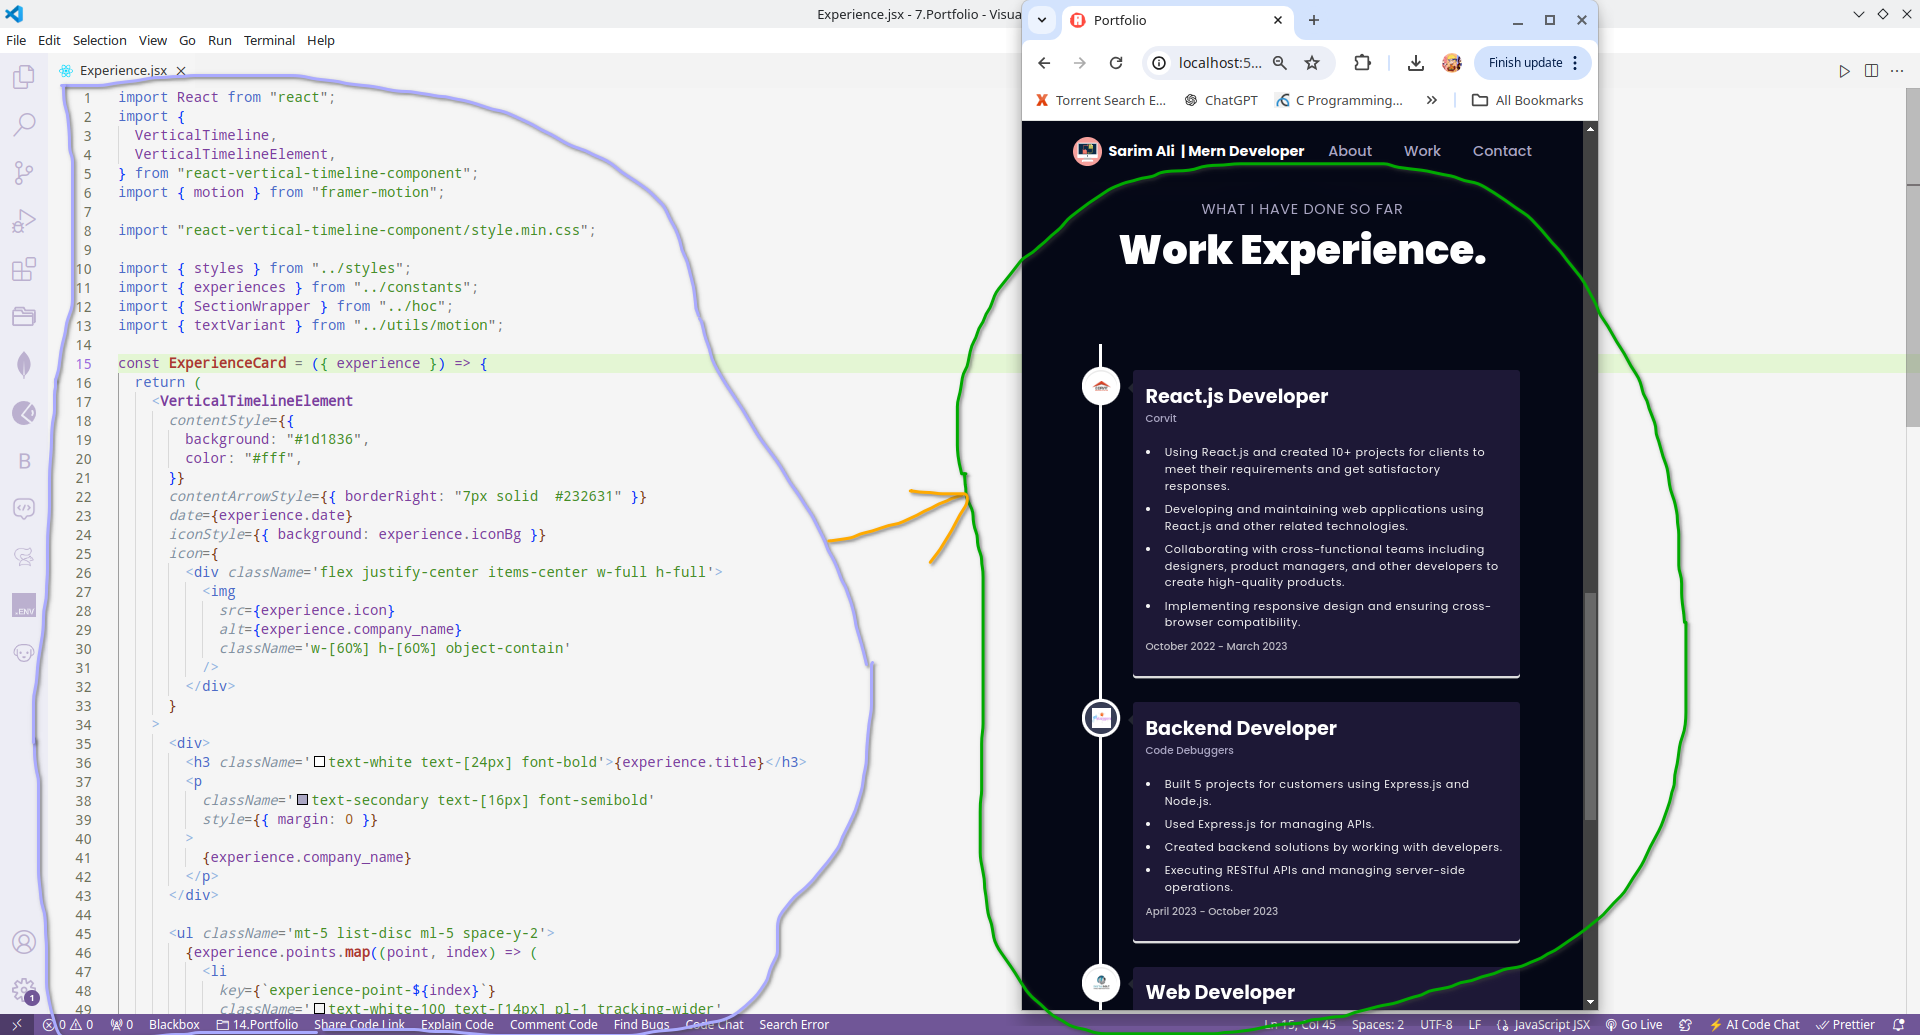 Experience.jsx - 7.Portfolio - Visua
File Edit Selection View Go Run Terminal Help
Experience.jsx
1 import React from "react";
2 import {
3 VerticalTimeline,
4 VerticalTimelineElement,
5 } from "react-vertical-timeline-component";
6 import { motion } from "framer-motion";
7
8 import "react-vertical-timeline-component/style.min.css";
9
10 import { styles } from "../styles";
11 import { experiences } from "../constants";
12 import { SectionWrapper } from "../hoc";
13 import { textVariant } from "../utils/motion";
14
15 const ExperienceCard = ({ experience }) => {
16 return (
17 <VerticalTimelineElement
18 contentStyle={{
19 background: "#1d1836",
20 color: "#fff",
21 }}
22 contentArrowStyle={{ borderRight: "7px solid  #232631" }}
23 date={experience.date}
24 iconStyle={{ background: experience.iconBg }}
25 icon={
26 <div className='flex justify-center items-center w-full h-full'>
27 <img
28 src={experience.icon}
29 alt={experience.company_name}
30 className='w-[60%] h-[60%] object-contain'
31 />
32 </div>
33 }
34 >
35 <div>
36 <h3 className='text-white text-[24px] font-bold'>{experience.title}</h3>
37 <p
38 className='text-secondary text-[16px] font-semibold'
39 style={{ margin: 0 }}
40 >
41 {experience.company_name}
42 </p>
43 </div>
44
45 <ul className='mt-5 list-disc ml-5 space-y-2'>
46 {experience.points.map((point, index) => (
47 <li
48 key={`experience-point-${index}`}
49 className='text-white-100 text-[14px] pl-1 tracking-wider'
B
.ENV
1
0 0 0 Blackbox 14.Portfolio Share Code Link Explain Code Comment Code Find Bugs Code Chat Search Error
Ln 15, Col 45 Spaces: 2 UTF-8 LF JavaScript JSX Go Live AI Code Chat Prettier
Portfolio
localhost:5... Finish update
Torrent Search E... ChatGPT C Programming... All Bookmarks
Sarim Ali | Mern Developer About Work Contact
WHAT I HAVE DONE SO FAR
Work Experience.
React.js Developer
Corvit
• Using React.js and created 10+ projects for clients to
meet their requirements and get satisfactory
responses.
• Developing and maintaining web applications using
React.js and other related technologies.
• Collaborating with cross-functional teams including
designers, product managers, and other developers to
create high-quality products.
• Implementing responsive design and ensuring cross-
browser compatibility.
October 2022 - March 2023
Backend Developer
Code Debuggers
• Built 5 projects for customers using Express.js and
Node.js.
• Used Express.js for managing APIs.
• Created backend solutions by working with developers.
• Executing RESTful APIs and managing server-side
operations.
April 2023 - October 2023
Web Developer